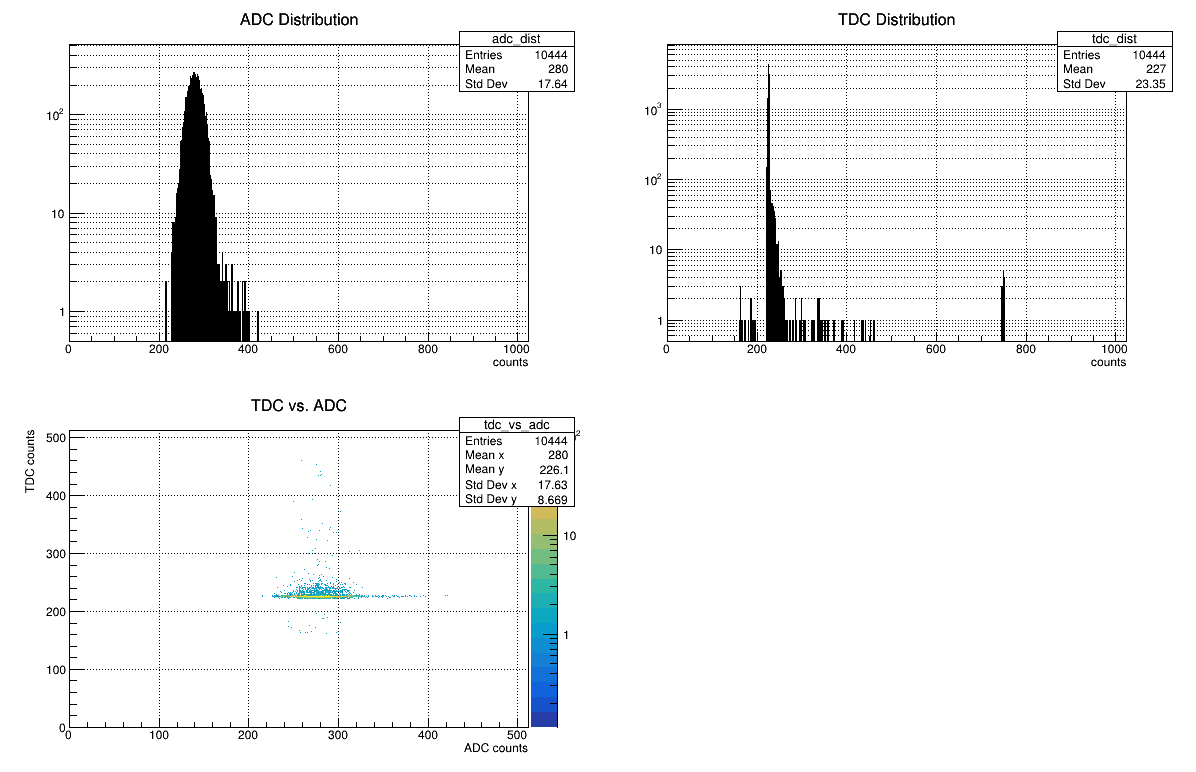 ADC Distribution
adc_dist
Entries 10444
Mean 280
Std Dev 17.64
10²
10
1
0 200 400 600 800 1000
counts
TDC Distribution
tdc_dist
Entries 10444
Mean 227
Std Dev 23.35
10³
10²
10
1
0 200 400 600 800 1000
counts
TDC vs. ADC
tdc_vs_adc
Entries 10444
Mean x 280
Mean y 226.1
Std Dev x 17.63
Std Dev y 8.669
TDC counts
500
400
300
200
100
0
0 100 200 300 400 500
ADC counts
2
10
1